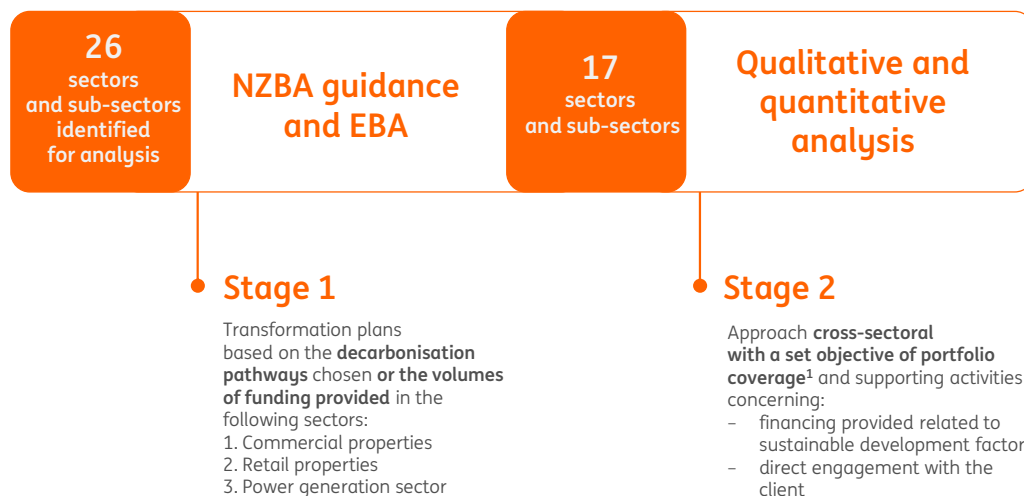 26
sectors
and sub-sectors
identified
for analysis
NZBA guidance
and EBA
17
sectors
and sub-sectors
Qualitative and
quantitative
analysis
Stage 1
Transformation plans
based on the decarbonisation
pathways chosen or the volumes
of funding provided in the
following sectors:
1. Commercial properties
2. Retail properties
3. Power generation sector
Stage 2
Approach cross-sectoral
with a set objective of portfolio
coverage¹ and supporting activities
concerning:
– financing provided related to
sustainable development factor
– direct engagement with the
client